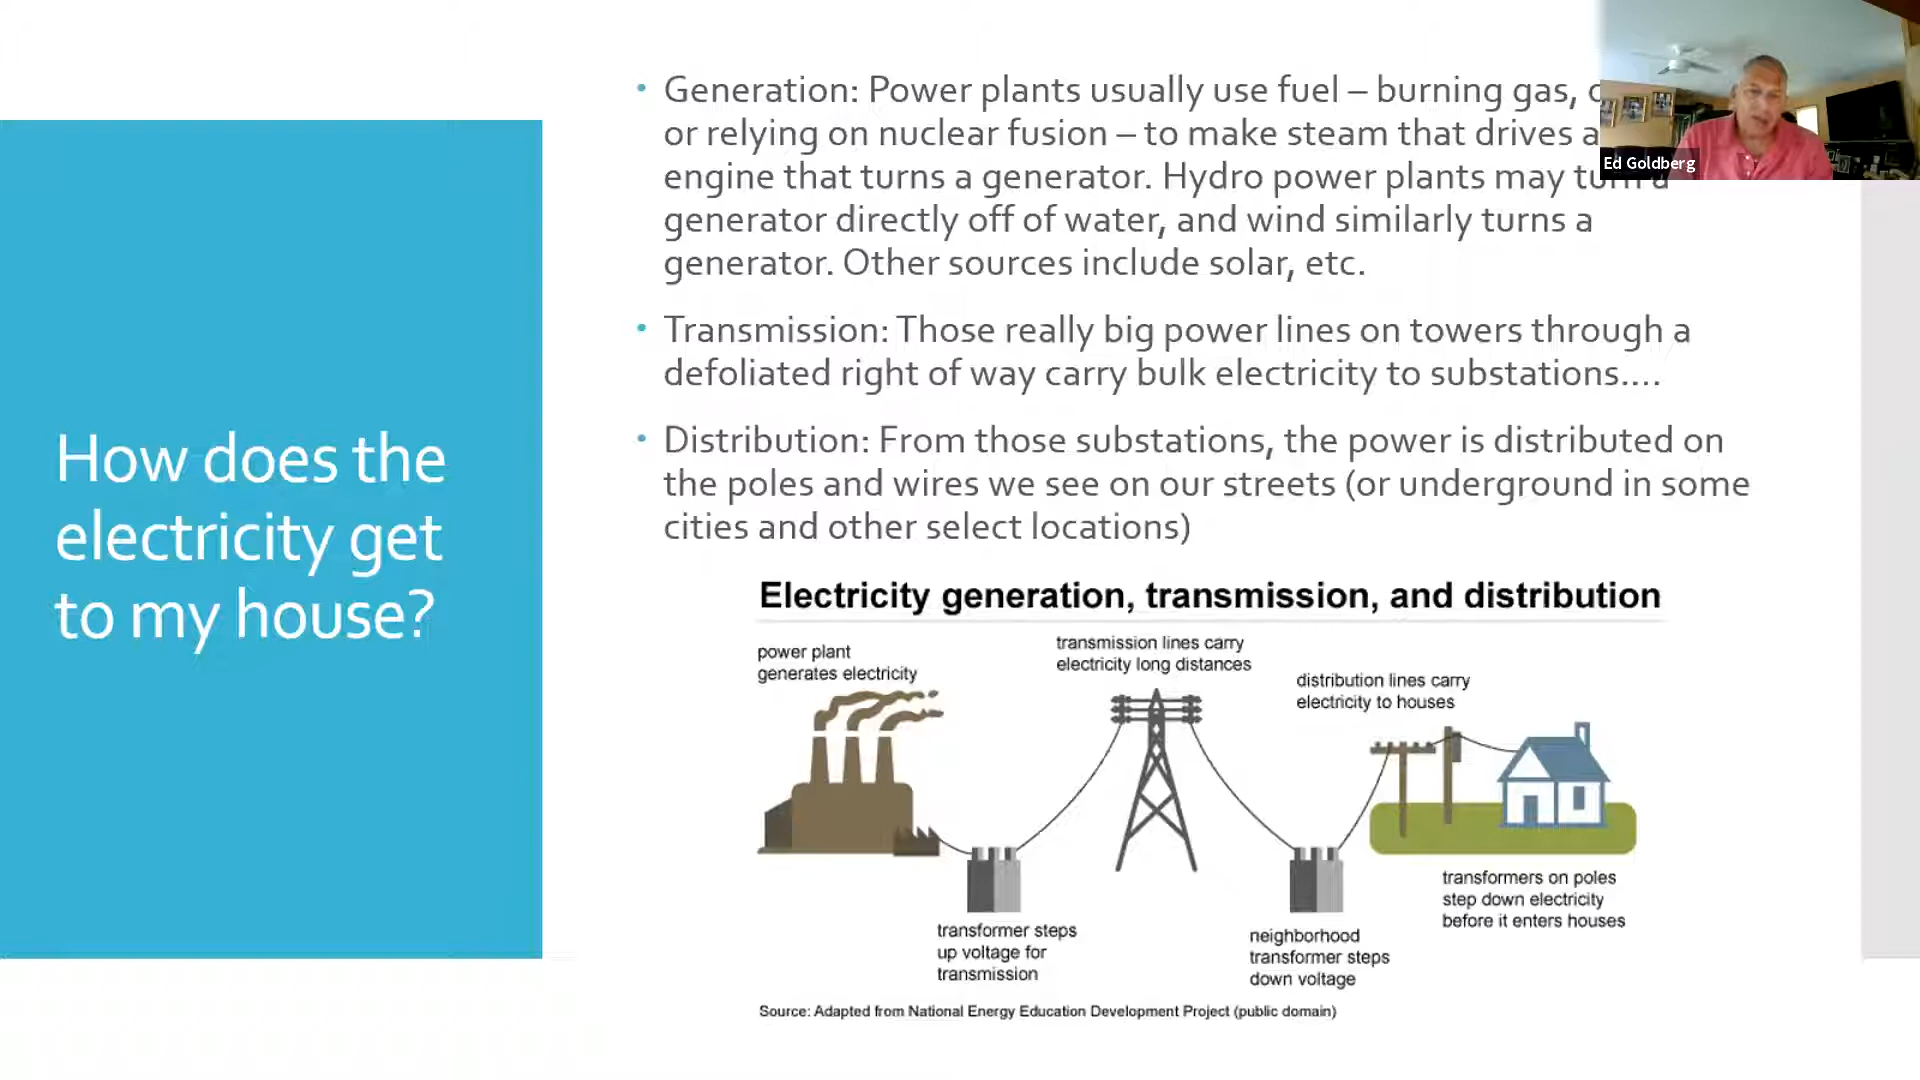 How does the
electricity get
to my house?
• Generation: Power plants usually use fuel – burning gas,
or relying on nuclear fusion – to make steam that drives a
engine that turns a generator. Hydro power plants may turn a
generator directly off of water, and wind similarly turns a
generator. Other sources include solar, etc.
• Transmission: Those really big power lines on towers through a
defoliated right of way carry bulk electricity to substations....
• Distribution: From those substations, the power is distributed on
the poles and wires we see on our streets (or underground in some
cities and other select locations)
Ed Goldberg
Electricity generation, transmission, and distribution
power plant
generates electricity
transmission lines carry
electricity long distances
distribution lines carry
electricity to houses
transformer steps
up voltage for
transmission
neighborhood
transformer steps
down voltage
transformers on poles
step down electricity
before it enters houses
Source: Adapted from National Energy Education Development Project (public domain)